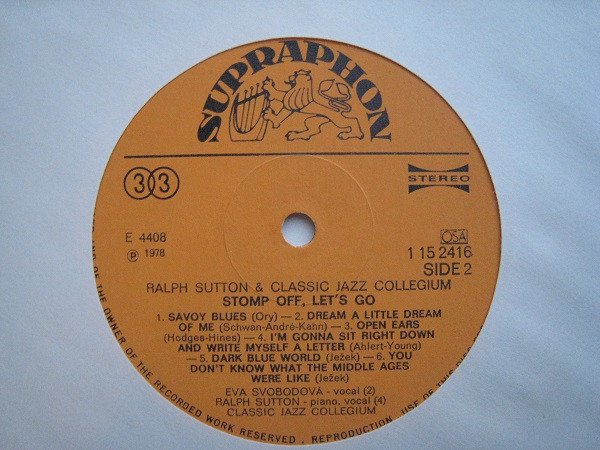 SUPRAPHON
33
STEREO
E 4408
℗ 1978
OSA
1 15 2416
SIDE 2
RALPH SUTTON & CLASSIC JAZZ COLLEGIUM
STOMP OFF, LET'S GO
1. SAVOY BLUES (Ory) — 2. DREAM A LITTLE DREAM
OF ME (Schwan-André-Kahn) — 3. OPEN EARS
(Hodges-Hines) — 4. I'M GONNA SIT RIGHT DOWN
AND WRITE MYSELF A LETTER (Ahlert-Young)
— 5. DARK BLUE WORLD (Ježek) — 6. YOU
DON'T KNOW WHAT THE MIDDLE AGES
WERE LIKE (Ježek)
EVA SVOBODOVÁ - vocal (2)
RALPH SUTTON - piano, vocal (4)
CLASSIC JAZZ COLLEGIUM
OF THE OWNER OF THE RECORDED WORK RESERVED . REPRODUCTION, USE OF